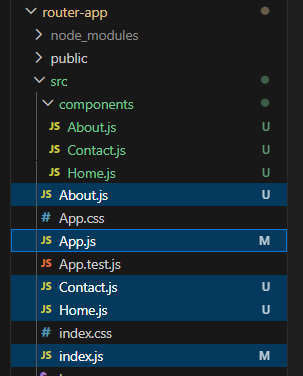 router-app
node_modules
public
src
components
JS About.js U
JS Contact.js U
JS Home.js U
JS About.js U
# App.css
JS App.js M
JS App.test.js
JS Contact.js U
JS Home.js U
# index.css
JS index.js M